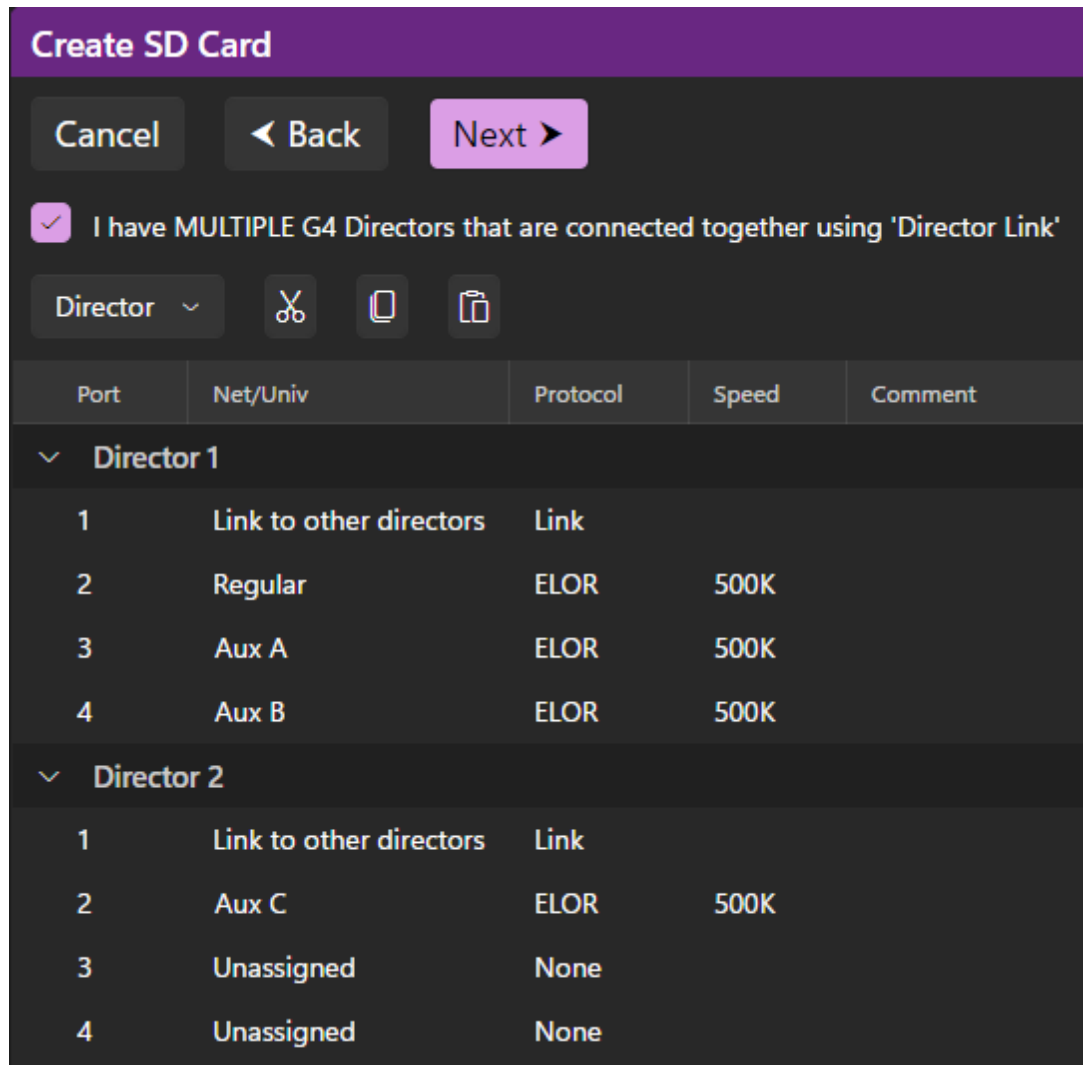 Create SD Card
Cancel ⮜ Back Next ⮞
I have MULTIPLE G4 Directors that are connected together using 'Director Link'
Director
Port Net/Univ Protocol Speed Comment
Director 1
1 Link to other directors Link
2 Regular ELOR 500K
3 Aux A ELOR 500K
4 Aux B ELOR 500K
Director 2
1 Link to other directors Link
2 Aux C ELOR 500K
3 Unassigned None
4 Unassigned None